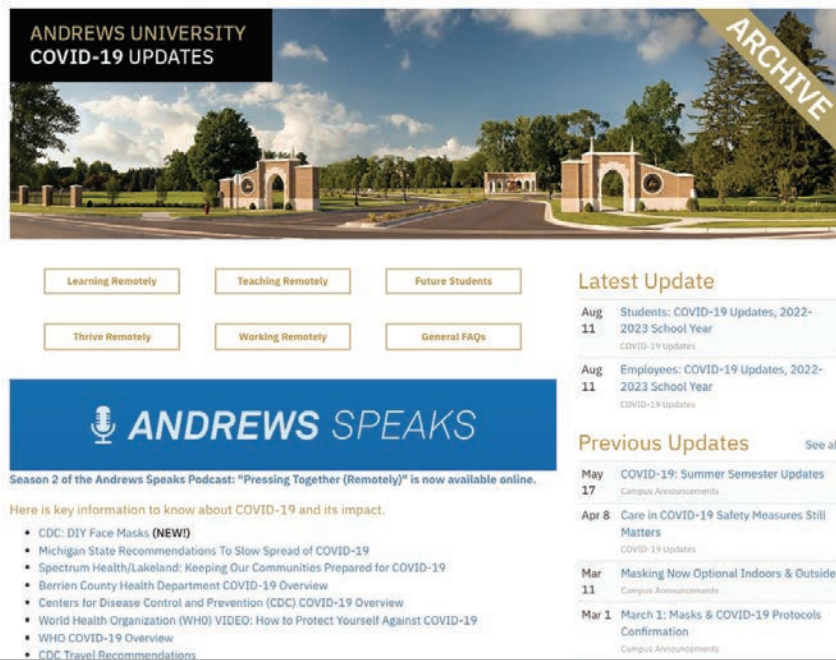 ANDREWS UNIVERSITY
COVID-19 UPDATES
ARCHIVE
Learning Remotely
Teaching Remotely
Future Students
Thrive Remotely
Working Remotely
General FAQs
ANDREWS SPEAKS
Season 2 of the Andrews Speaks Podcast: "Pressing Together (Remotely)" is now available online.
Here is key information to know about COVID-19 and its impact.
• CDC: DIY Face Masks (NEW!)
• Michigan State Recommendations To Slow Spread of COVID-19
• Spectrum Health/Lakeland: Keeping Our Communities Prepared for COVID-19
• Berrien County Health Department COVID-19 Overview
• Centers for Disease Control and Prevention (CDC) COVID-19 Overview
• World Health Organization (WHO) VIDEO: How to Protect Yourself Against COVID-19
• WHO COVID-19 Overview
• CDC Travel Recommendations
Latest Update
Aug 11 Students: COVID-19 Updates, 2022-
2023 School Year
COVID-19 Updates
Aug 11 Employees: COVID-19 Updates, 2022-
2023 School Year
COVID-19 Updates
Previous Updates
See al
May 17 COVID-19: Summer Semester Updates
Campus Announcements
Apr 8 Care in COVID-19 Safety Measures Still
Matters
COVID-19 Updates
Mar 11 Masking Now Optional Indoors & Outside
Campus Announcements
Mar 1 March 1: Masks & COVID-19 Protocols
Confirmation
Campus Announcements